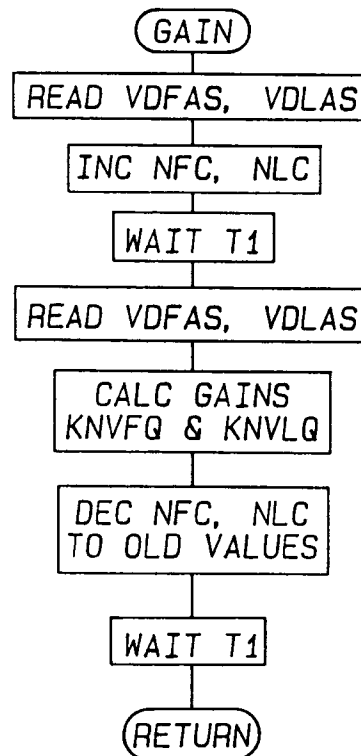 GAIN
READ VDFAS, VDLAS
INC NFC, NLC
WAIT T1
READ VDFAS, VDLAS
CALC GAINS
KNVFQ & KNVLQ
DEC NFC, NLC
TO OLD VALUES
WAIT T1
RETURN